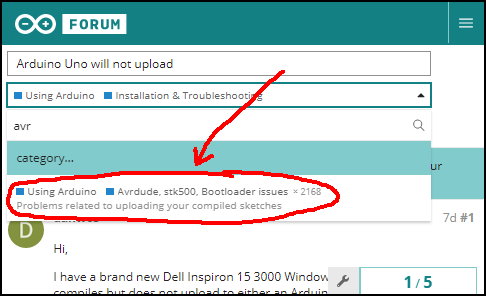 FORUM
Arduino Uno will not upload
Using Arduino Installation & Troubleshooting
avr
category...
Using Arduino Avrdude, stk500, Bootloader issues × 2168
Problems related to uploading your compiled sketches
ur
D
7d #1
Hi,
I have a brand new Dell Inspiron 15 3000 Window
compiles but does not upload to either an Arduin
1 / 5